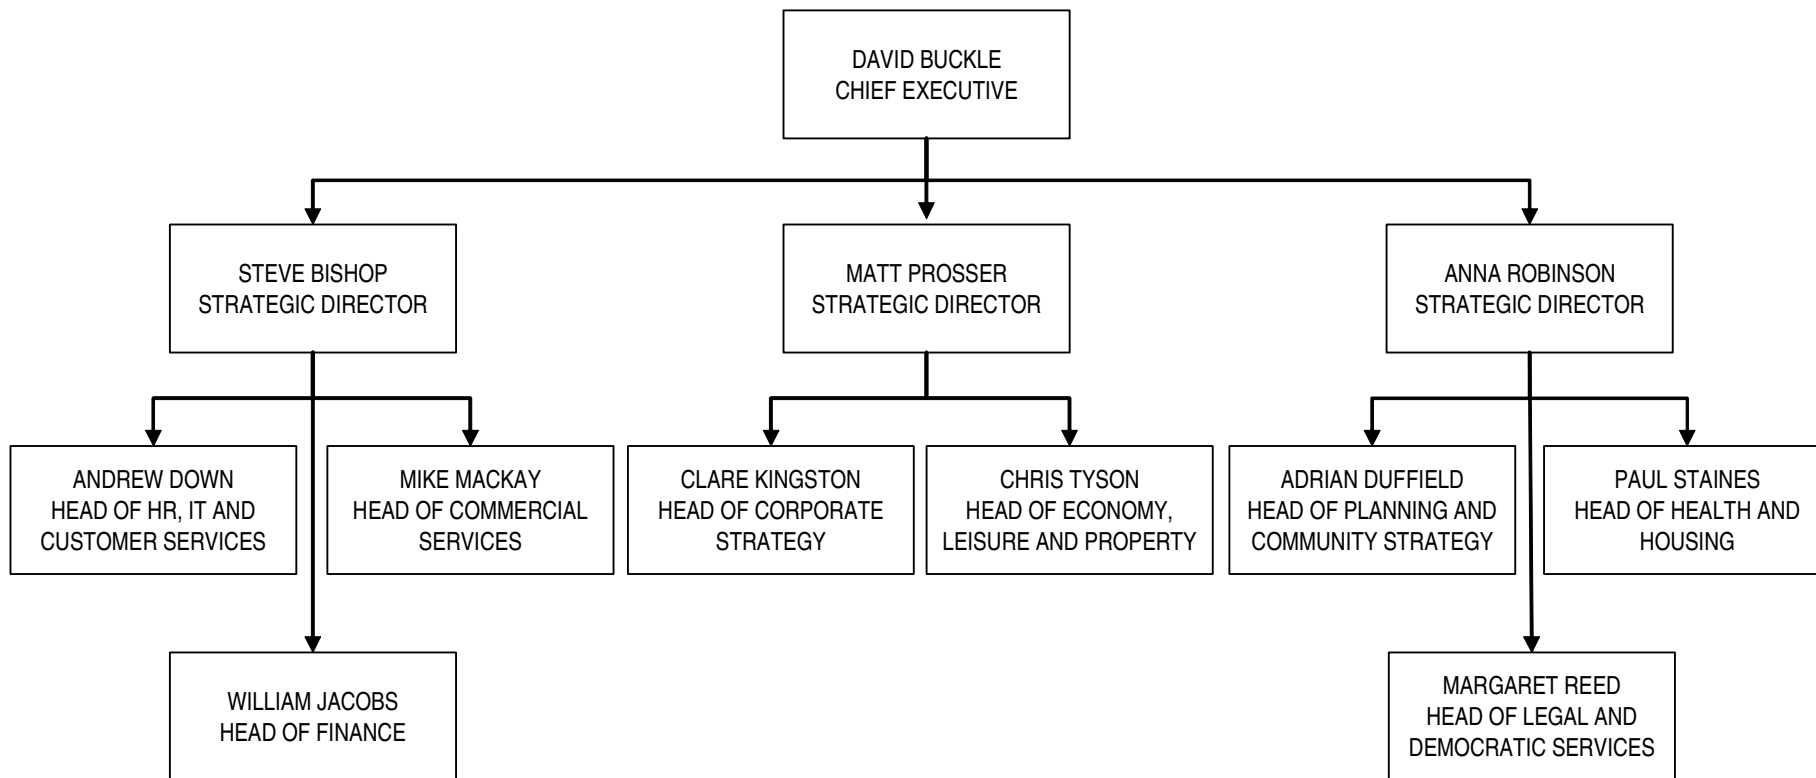 DAVID BUCKLE
CHIEF EXECUTIVE
STEVE BISHOP
STRATEGIC DIRECTOR
MATT PROSSER
STRATEGIC DIRECTOR
ANNA ROBINSON
STRATEGIC DIRECTOR
ANDREW DOWN
HEAD OF HR, IT AND
CUSTOMER SERVICES
MIKE MACKAY
HEAD OF COMMERCIAL
SERVICES
CLARE KINGSTON
HEAD OF CORPORATE
STRATEGY
CHRIS TYSON
HEAD OF ECONOMY,
LEISURE AND PROPERTY
ADRIAN DUFFIELD
HEAD OF PLANNING AND
COMMUNITY STRATEGY
PAUL STAINES
HEAD OF HEALTH AND
HOUSING
WILLIAM JACOBS
HEAD OF FINANCE
MARGARET REED
HEAD OF LEGAL AND
DEMOCRATIC SERVICES